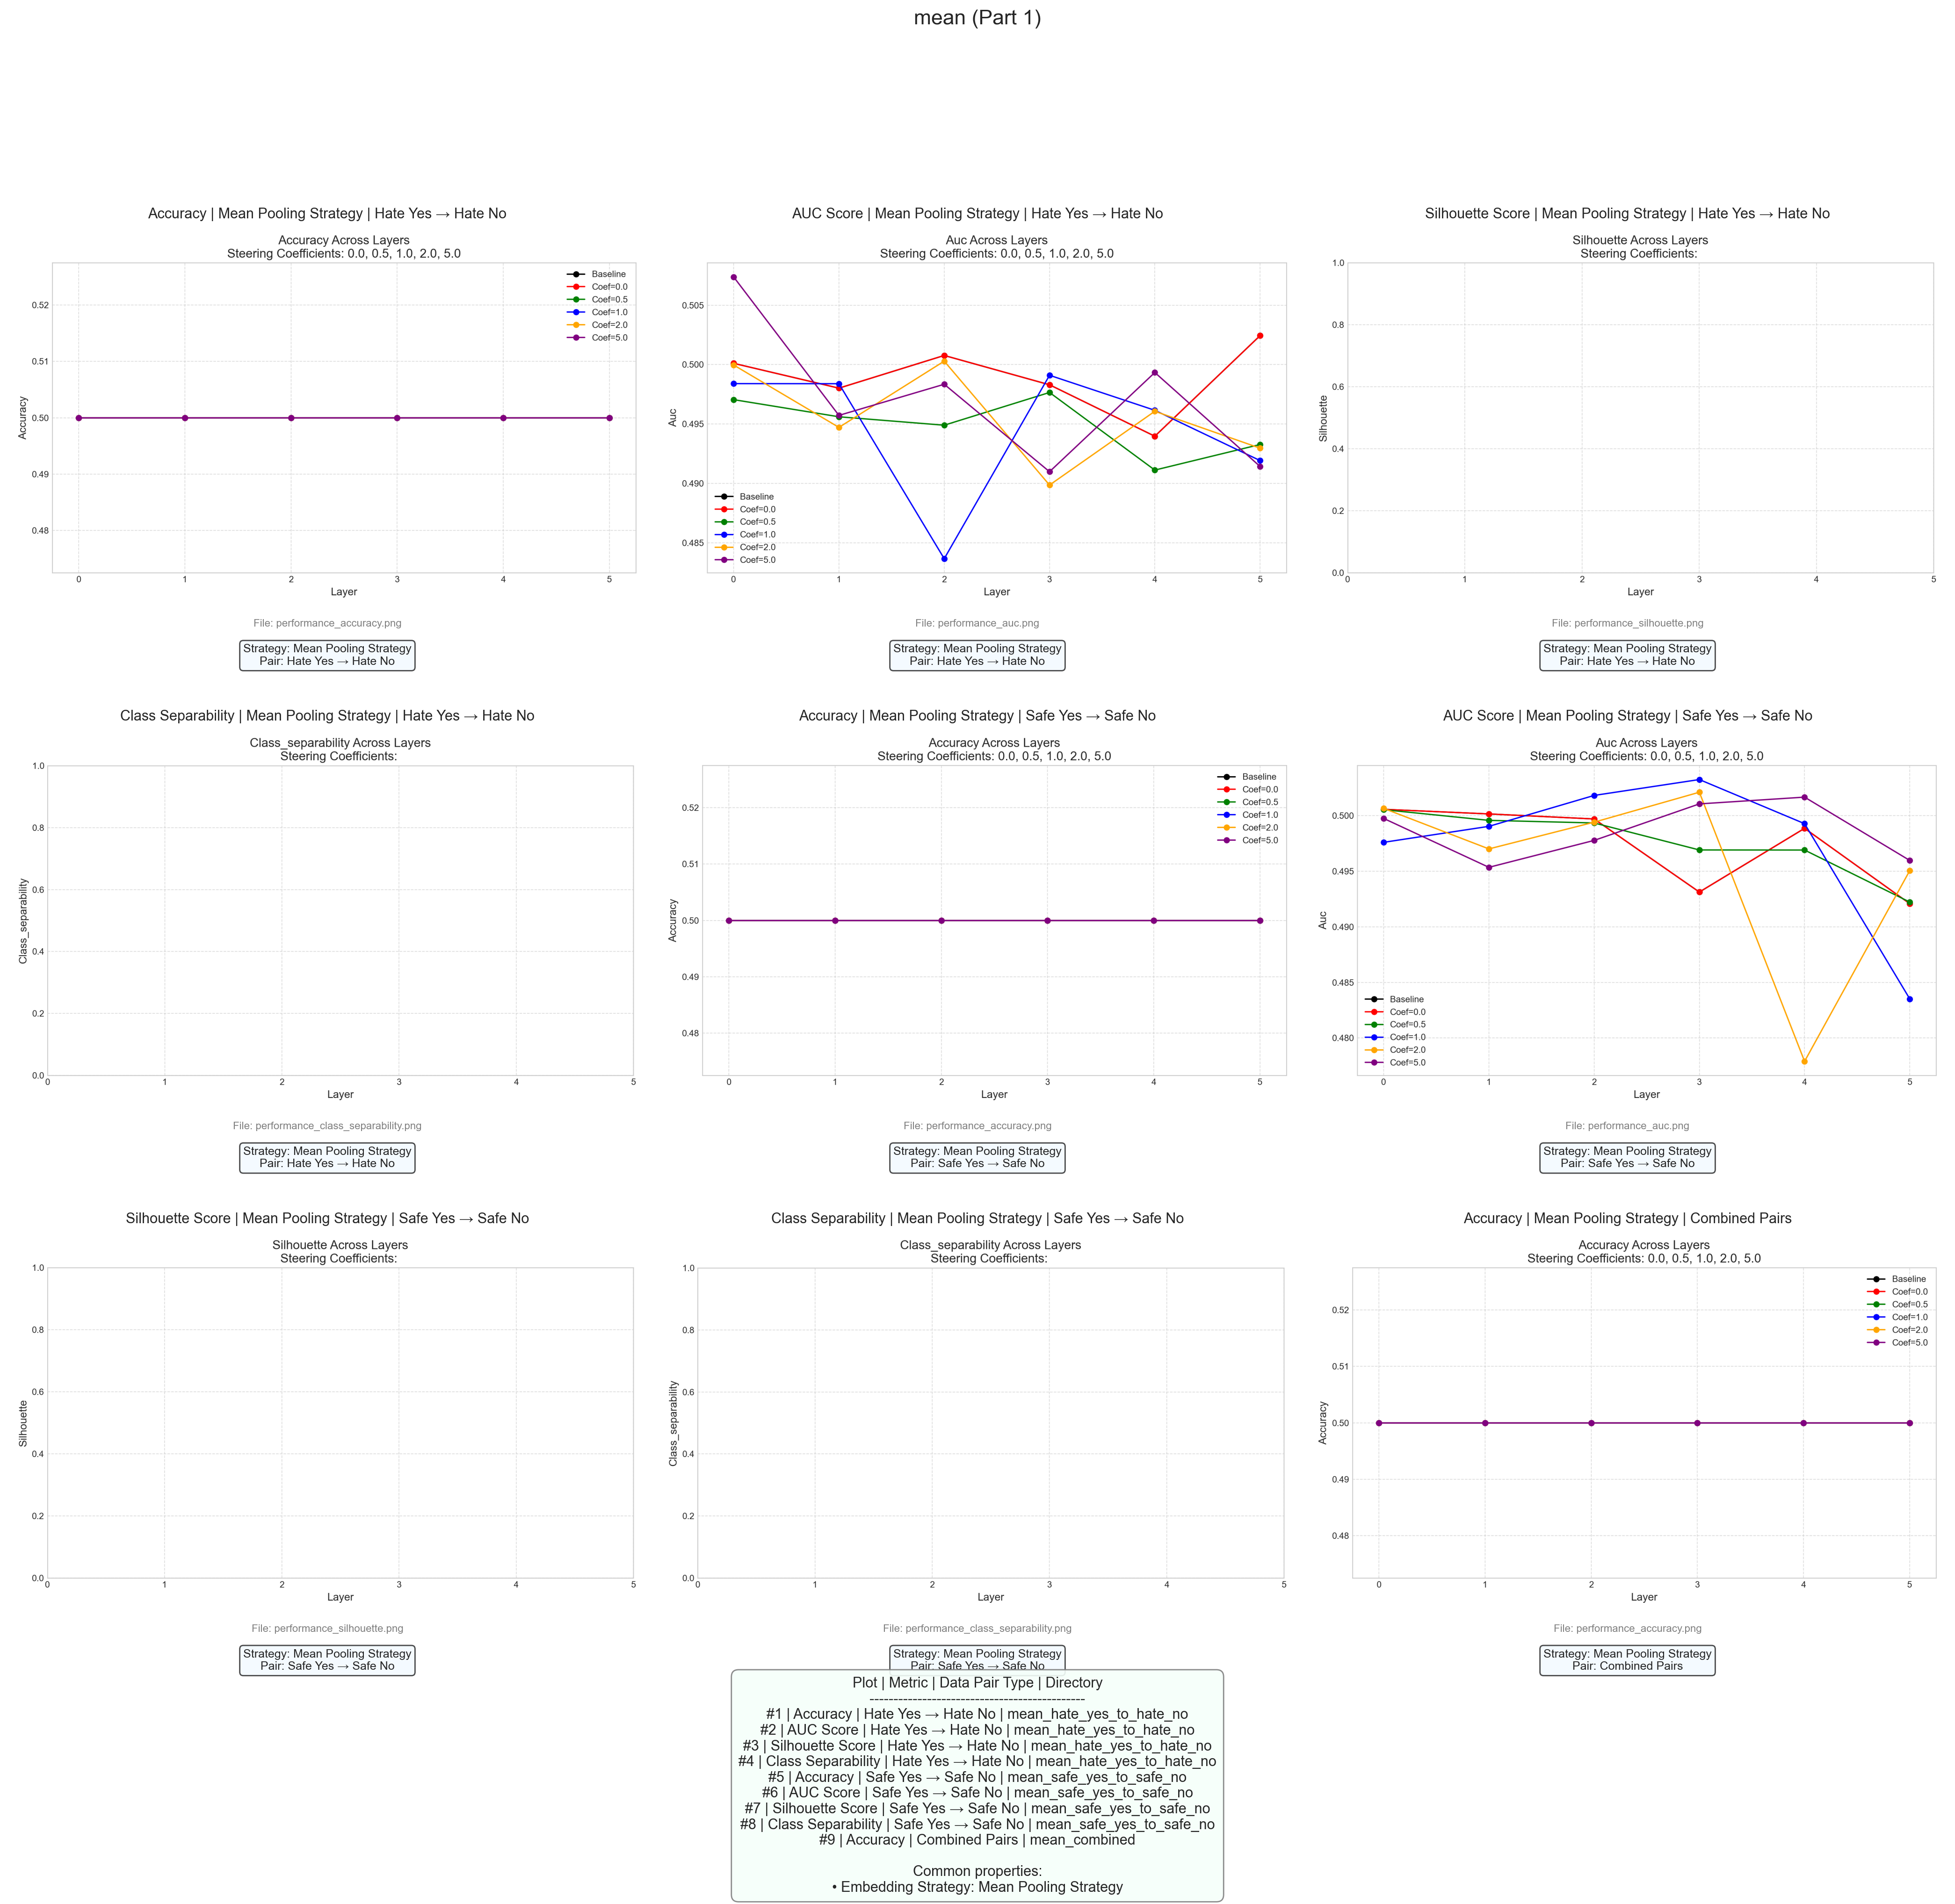 mean (Part 1)
Accuracy | Mean Pooling Strategy | Hate Yes → Hate No
Accuracy Across Layers
Steering Coefficients: 0.0, 0.5, 1.0, 2.0, 5.0
Baseline
Coef=0.0
Coef=0.5
Coef=1.0
Coef=2.0
Coef=5.0
0.52
0.51
0.50
0.49
0.48
Accuracy
0 1 2 3 4 5
Layer
File: performance_accuracy.png
Strategy: Mean Pooling Strategy
Pair: Hate Yes → Hate No
AUC Score | Mean Pooling Strategy | Hate Yes → Hate No
Auc Across Layers
Steering Coefficients: 0.0, 0.5, 1.0, 2.0, 5.0
0.505
0.500
0.495
0.490
0.485
Auc
Baseline
Coef=0.0
Coef=0.5
Coef=1.0
Coef=2.0
Coef=5.0
0 1 2 3 4 5
Layer
File: performance_auc.png
Strategy: Mean Pooling Strategy
Pair: Hate Yes → Hate No
Silhouette Score | Mean Pooling Strategy | Hate Yes → Hate No
Silhouette Across Layers
Steering Coefficients:
1.0
0.8
0.6
0.4
0.2
0.0
Silhouette
0 1 2 3 4 5
Layer
File: performance_silhouette.png
Strategy: Mean Pooling Strategy
Pair: Hate Yes → Hate No
Class Separability | Mean Pooling Strategy | Hate Yes → Hate No
Class_separability Across Layers
Steering Coefficients:
1.0
0.8
0.6
0.4
0.2
0.0
Class_separability
0 1 2 3 4 5
Layer
File: performance_class_separability.png
Strategy: Mean Pooling Strategy
Pair: Hate Yes → Hate No
Accuracy | Mean Pooling Strategy | Safe Yes → Safe No
Accuracy Across Layers
Steering Coefficients: 0.0, 0.5, 1.0, 2.0, 5.0
Baseline
Coef=0.0
Coef=0.5
Coef=1.0
Coef=2.0
Coef=5.0
0.52
0.51
0.50
0.49
0.48
Accuracy
0 1 2 3 4 5
Layer
File: performance_accuracy.png
Strategy: Mean Pooling Strategy
Pair: Safe Yes → Safe No
AUC Score | Mean Pooling Strategy | Safe Yes → Safe No
Auc Across Layers
Steering Coefficients: 0.0, 0.5, 1.0, 2.0, 5.0
0.500
0.495
0.490
0.485
0.480
Auc
Baseline
Coef=0.0
Coef=0.5
Coef=1.0
Coef=2.0
Coef=5.0
0 1 2 3 4 5
Layer
File: performance_auc.png
Strategy: Mean Pooling Strategy
Pair: Safe Yes → Safe No
Silhouette Score | Mean Pooling Strategy | Safe Yes → Safe No
Silhouette Across Layers
Steering Coefficients:
1.0
0.8
0.6
0.4
0.2
0.0
Silhouette
0 1 2 3 4 5
Layer
File: performance_silhouette.png
Strategy: Mean Pooling Strategy
Pair: Safe Yes → Safe No
Class Separability | Mean Pooling Strategy | Safe Yes → Safe No
Class_separability Across Layers
Steering Coefficients:
1.0
0.8
0.6
0.4
0.2
0.0
Class_separability
0 1 2 3 4 5
Layer
File: performance_class_separability.png
Strategy: Mean Pooling Strategy
Pair: Safe Yes → Safe No
Accuracy | Mean Pooling Strategy | Combined Pairs
Accuracy Across Layers
Steering Coefficients: 0.0, 0.5, 1.0, 2.0, 5.0
Baseline
Coef=0.0
Coef=0.5
Coef=1.0
Coef=2.0
Coef=5.0
0.52
0.51
0.50
0.49
0.48
Accuracy
0 1 2 3 4 5
Layer
File: performance_accuracy.png
Strategy: Mean Pooling Strategy
Pair: Combined Pairs
Plot | Metric | Data Pair Type | Directory
---------------------------------------------
#1 | Accuracy | Hate Yes → Hate No | mean_hate_yes_to_hate_no
#2 | AUC Score | Hate Yes → Hate No | mean_hate_yes_to_hate_no
#3 | Silhouette Score | Hate Yes → Hate No | mean_hate_yes_to_hate_no
#4 | Class Separability | Hate Yes → Hate No | mean_hate_yes_to_hate_no
#5 | Accuracy | Safe Yes → Safe No | mean_safe_yes_to_safe_no
#6 | AUC Score | Safe Yes → Safe No | mean_safe_yes_to_safe_no
#7 | Silhouette Score | Safe Yes → Safe No | mean_safe_yes_to_safe_no
#8 | Class Separability | Safe Yes → Safe No | mean_safe_yes_to_safe_no
#9 | Accuracy | Combined Pairs | mean_combined
Common properties:
• Embedding Strategy: Mean Pooling Strategy